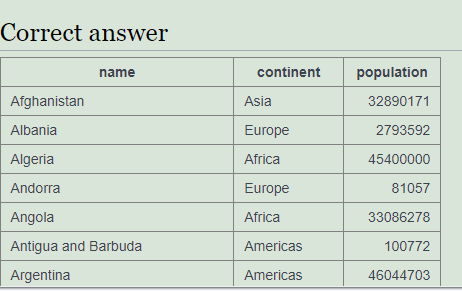 Correct answer
name continent population
Afghanistan Asia 32890171
Albania Europe 2793592
Algeria Africa 45400000
Andorra Europe 81057
Angola Africa 33086278
Antigua and Barbuda Americas 100772
Argentina Americas 46044703